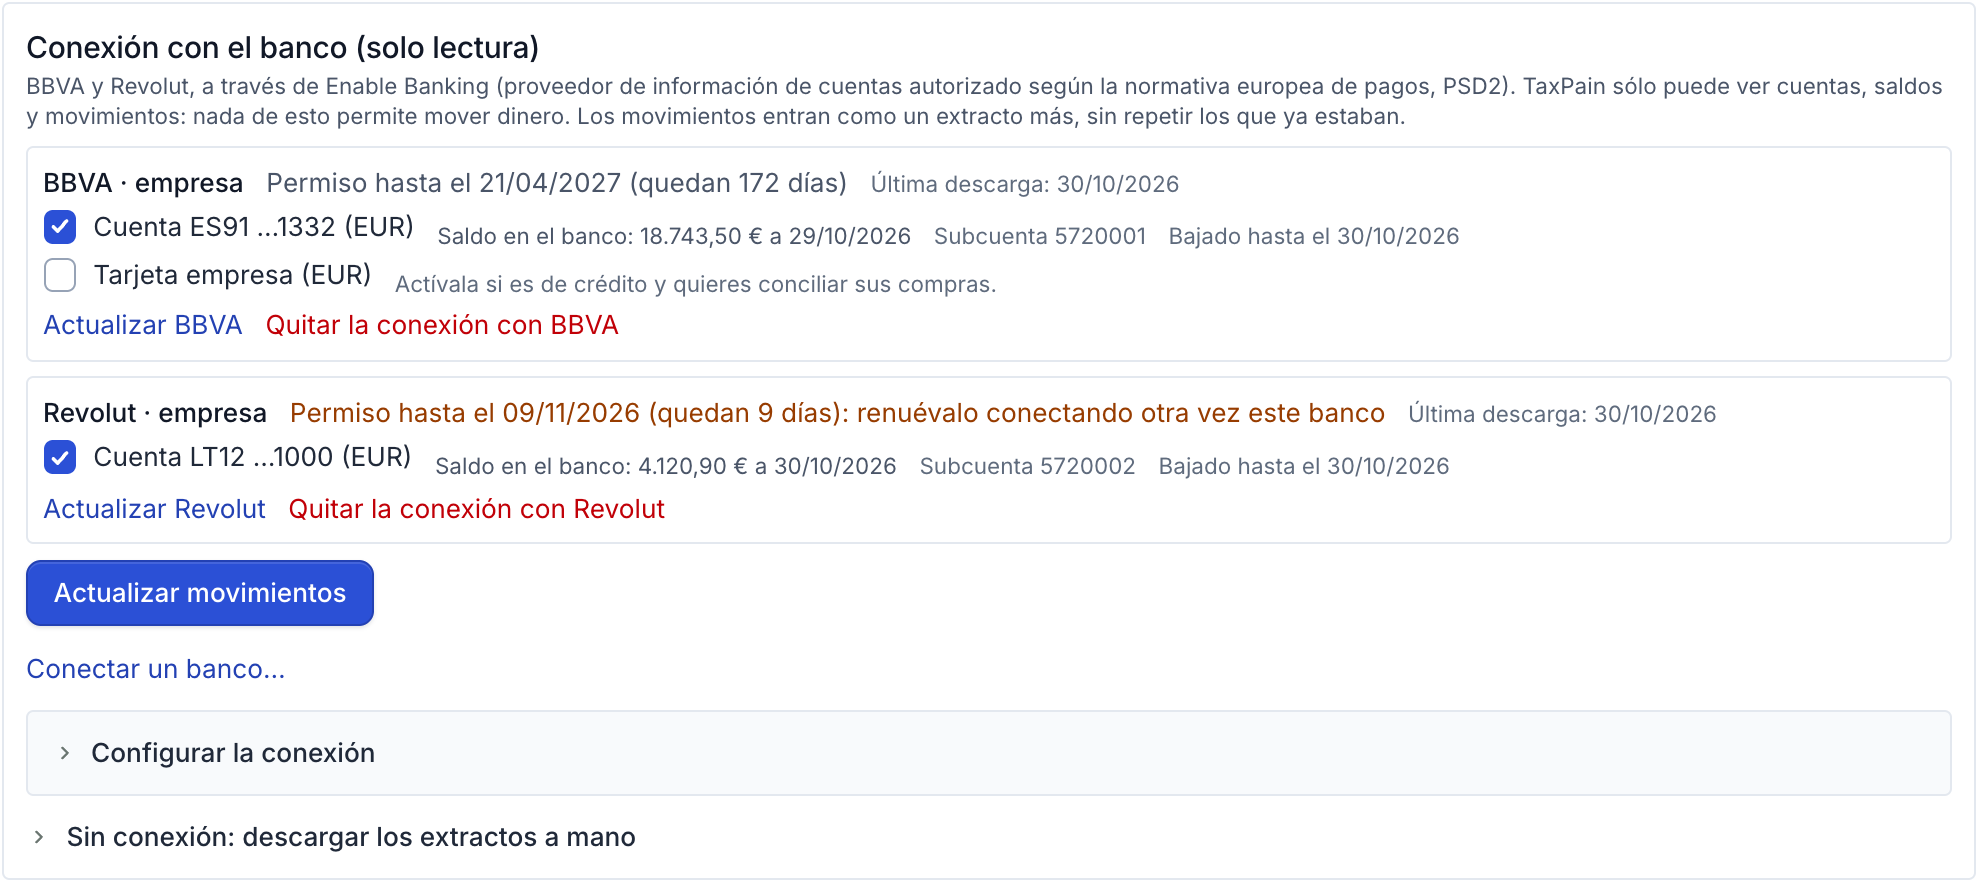 Conexión con el banco (solo lectura)
BBVA y Revolut, a través de Enable Banking (proveedor de información de cuentas autorizado según la normativa europea de pagos, PSD2). TaxPain sólo puede ver cuentas, saldos
y movimientos: nada de esto permite mover dinero. Los movimientos entran como un extracto más, sin repetir los que ya estaban.
BBVA · empresa Permiso hasta el 21/04/2027 (quedan 172 días) Última descarga: 30/10/2026
Cuenta ES91 …1332 (EUR) Saldo en el banco: 18.743,50 € a 29/10/2026 Subcuenta 5720001 Bajado hasta el 30/10/2026
Tarjeta empresa (EUR) Actívala si es de crédito y quieres conciliar sus compras.
Actualizar BBVA Quitar la conexión con BBVA
Revolut · empresa Permiso hasta el 09/11/2026 (quedan 9 días): renuévalo conectando otra vez este banco Última descarga: 30/10/2026
Cuenta LT12 …1000 (EUR) Saldo en el banco: 4.120,90 € a 30/10/2026 Subcuenta 5720002 Bajado hasta el 30/10/2026
Actualizar Revolut Quitar la conexión con Revolut
Actualizar movimientos
Conectar un banco…
Configurar la conexión
Sin conexión: descargar los extractos a mano